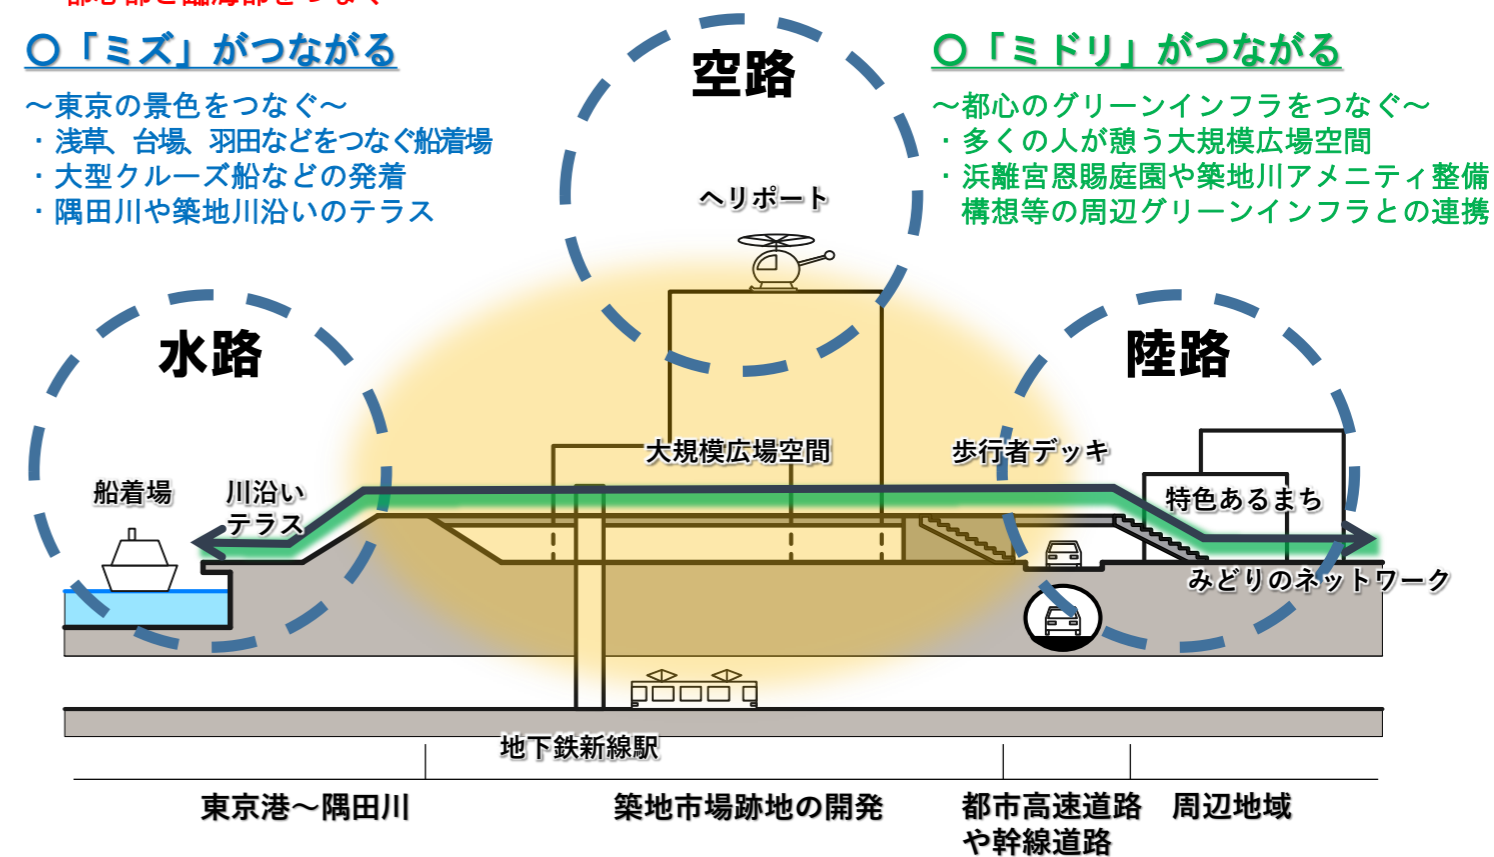 都心部と臨海部をつなぐ
〇「ミズ」がつながる
～東京の景色をつなぐ～
・浅草、台場、羽田などをつなぐ船着場
・大型クルーズ船などの発着
・隅田川や築地川沿いのテラス
空路
ヘリポート
〇「ミドリ」がつながる
～都心のグリーンインフラをつなぐ～
・多くの人が憩う大規模広場空間
・浜離宮恩賜庭園や築地川アメニティ整備
構想等の周辺グリーンインフラとの連携
水路
陸路
船着場
川沿い
テラス
大規模広場空間
歩行者デッキ
特色あるまち
みどりのネットワーク
地下鉄新線駅
東京港～隅田川
築地市場跡地の開発
都市高速道路
や幹線道路
周辺地域